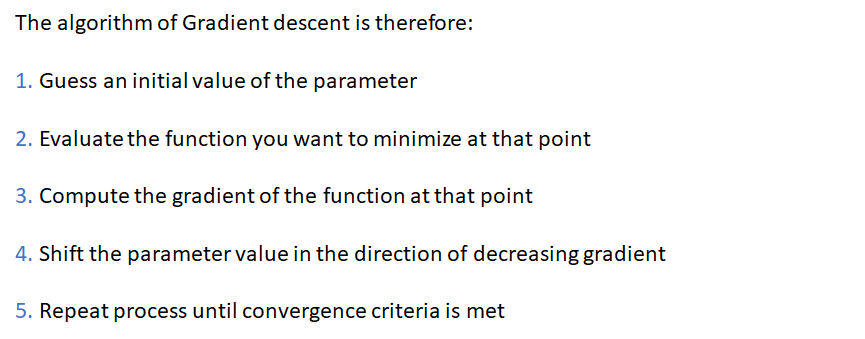 The algorithm of Gradient descent is therefore:
1. Guess an initial value of the parameter
2. Evaluate the function you want to minimize at that point
3. Compute the gradient of the function at that point
4. Shift the parameter value in the direction of decreasing gradient
5. Repeat process until convergence criteria is met